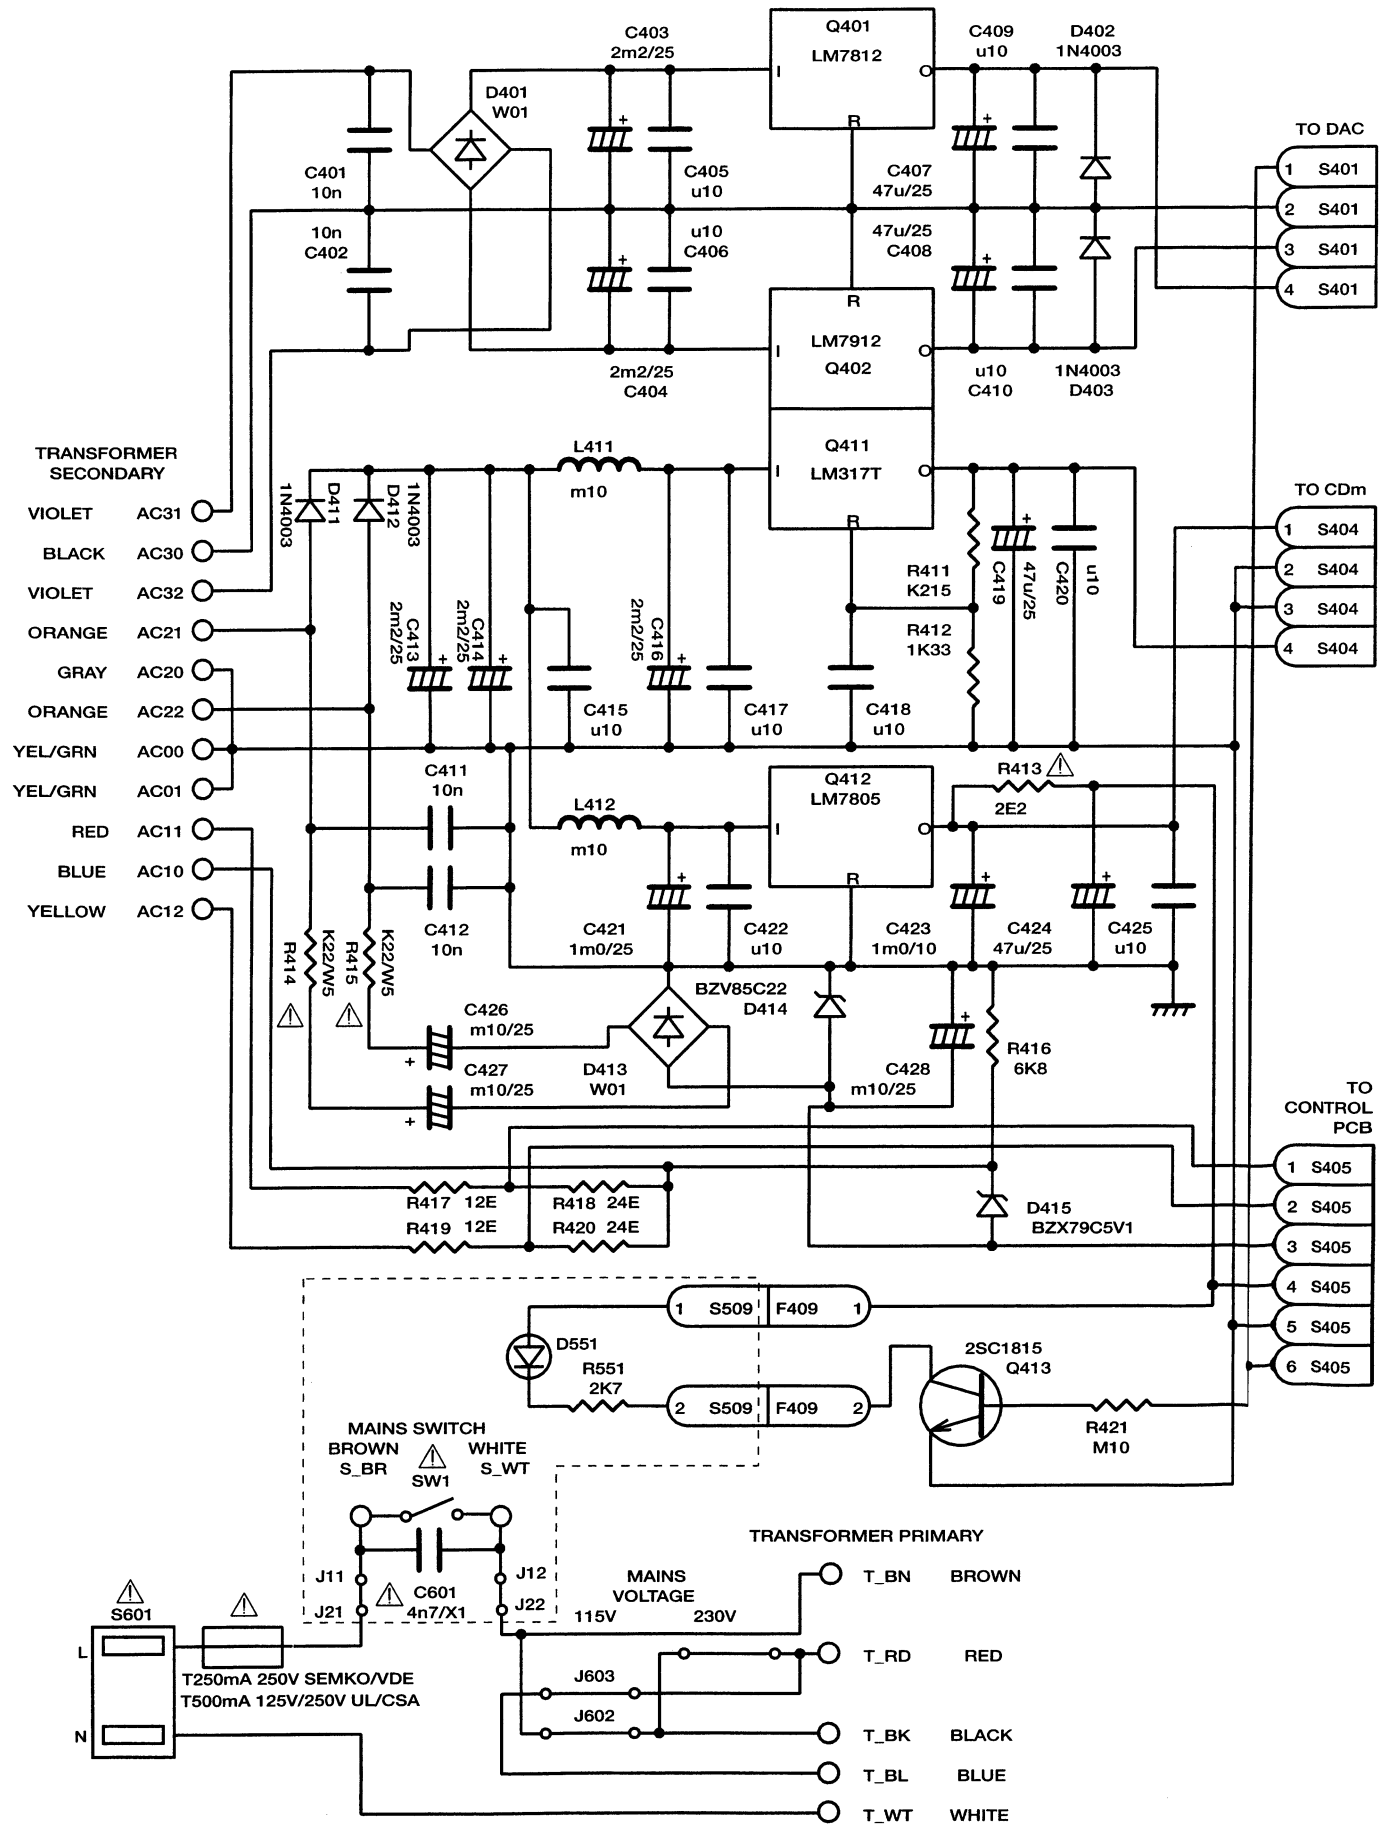 C403
2m2/25
Q401
LM7812
I
O
R
C409
u10
D402
1N4003
+
+
D401
W01
C401
10n
10n
C402
C405
u10
u10
C406
C407
47u/25
47u/25
C408
+
+
TO DAC
1 S401
2 S401
3 S401
4 S401
R
LM7912
Q402
I
O
2m2/25
C404
u10
C410
1N4003
D403
TRANSFORMER
SECONDARY
VIOLET AC31
BLACK AC30
VIOLET AC32
ORANGE AC21
GRAY AC20
ORANGE AC22
YEL/GRN AC00
YEL/GRN AC01
RED AC11
BLUE AC10
YELLOW AC12
1N4003
D411
D412
1N4003
L411
m10
Q411
LM317T
I
O
R
C413
2m2/25
+
C414
2m2/25
+
C415
u10
C416
2m2/25
+
C417
u10
C418
u10
R411
K215
R412
1K33
+
C419
47u/25
C420
u10
TO CDm
1 S404
2 S404
3 S404
4 S404
C411
10n
C412
10n
L412
m10
Q412
LM7805
I
O
R
R413
2E2
+
C421
1m0/25
C422
u10
C423
1m0/10
+
C424
47u/25
+
C425
u10
R414
K22/W5
R415
K22/W5
C426
m10/25
+
C427
m10/25
+
D413
W01
BZV85C22
D414
C428
m10/25
+
R416
6K8
TO
CONTROL
PCB
1 S405
2 S405
3 S405
4 S405
5 S405
6 S405
R417 12E
R418 24E
R419 12E
R420 24E
D415
BZX79C5V1
1 S509 F409 1
D551
R551
2K7
2 S509 F409 2
2SC1815
Q413
R421
M10
MAINS SWITCH
BROWN WHITE
S_BR S_WT
SW1
J11
J12
C601
4n7/X1
J21
J22
S601
L
N
T250mA 250V SEMKO/VDE
T500mA 125V/250V UL/CSA
MAINS
VOLTAGE
115V 230V
J603
J602
TRANSFORMER PRIMARY
T_BN BROWN
T_RD RED
T_BK BLACK
T_BL BLUE
T_WT WHITE